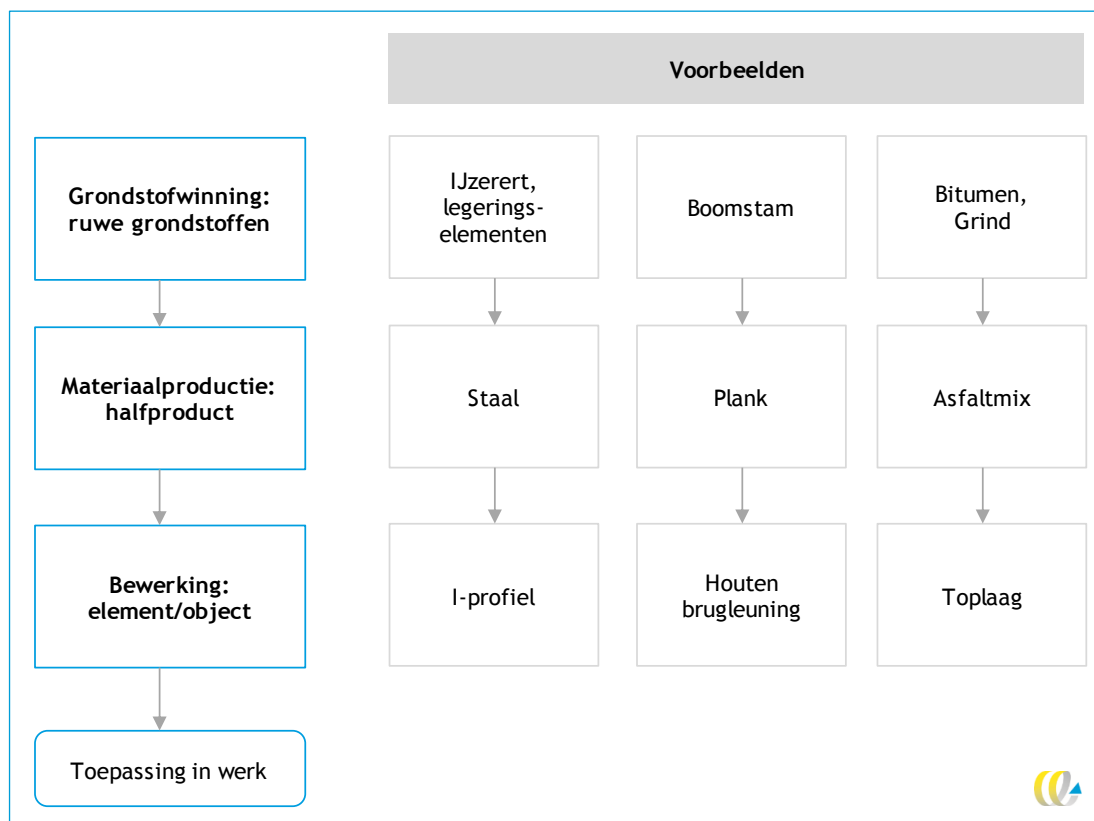 Voorbeelden
Grondstofwinning:
ruwe grondstoffen
IJzerert,
legerings-
elementen
Boomstam
Bitumen,
Grind
Materiaalproductie:
halfproduct
Staal
Plank
Asfaltmix
Bewerking:
element/object
I-profiel
Houten
brugleuning
Toplaag
Toepassing in werk